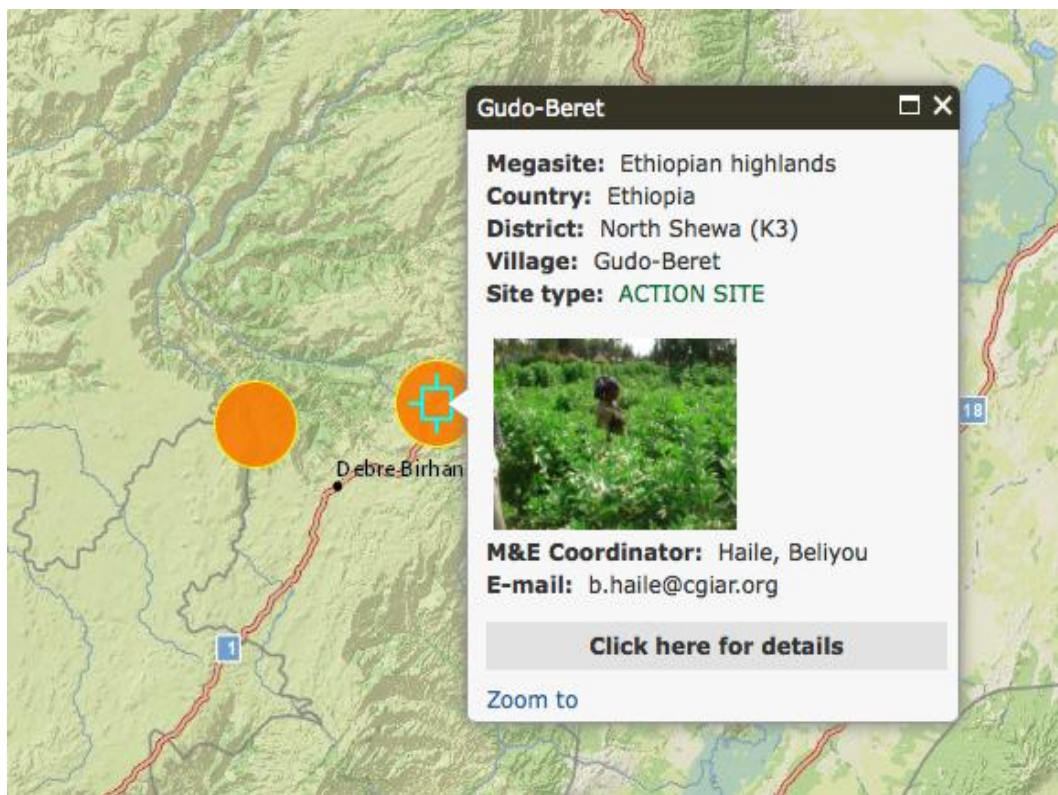 Gudo-Beret
Megasite: Ethiopian highlands
Country: Ethiopia
District: North Shewa (K3)
Village: Gudo-Beret
Site type: ACTION SITE
M&E Coordinator: Haile, Beliyou
E-mail: b.haile@cgiar.org
Click here for details
Zoom to
Debre Birhan
18
1